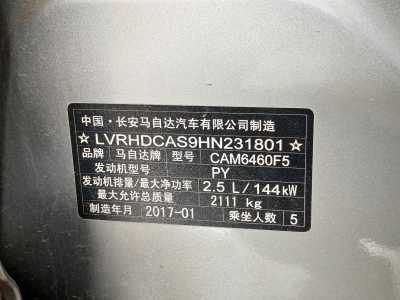 中国·长安马自达汽车有限公司制造
☆LVRHDCAS9HN231801☆
品牌 马自达牌 型号 CAM6460F5
发动机型号 PY
发动机排量/最大净功率 2.5L/144kW
最大允许总质量 2111 kg
制造年月 2017-01 乘坐人数 5